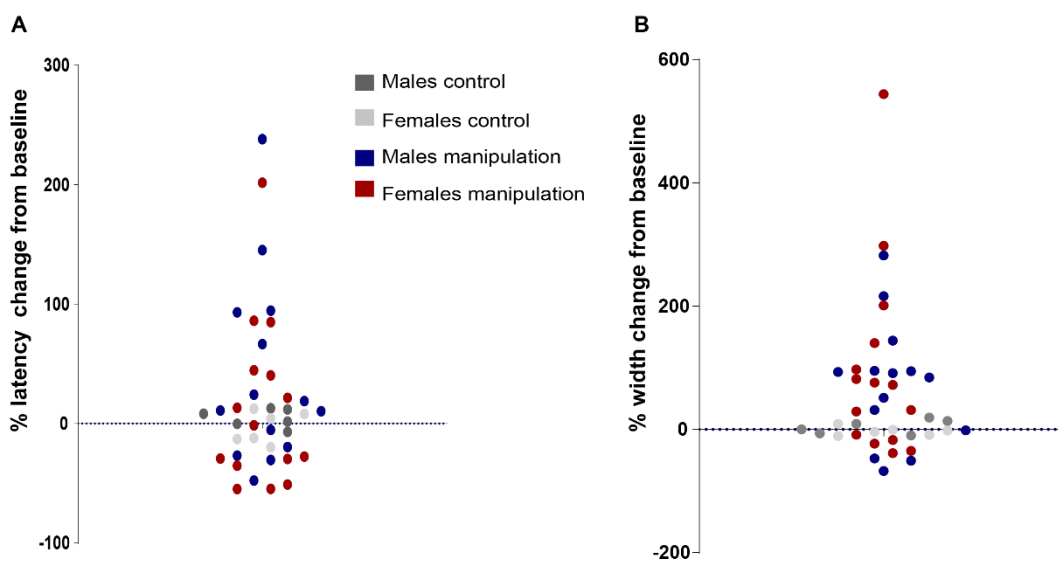 A
% latency change from baseline
300
200
100
0
-100
Males control
Females control
Males manipulation
Females manipulation
B
% width change from baseline
600
400
200
0
-200